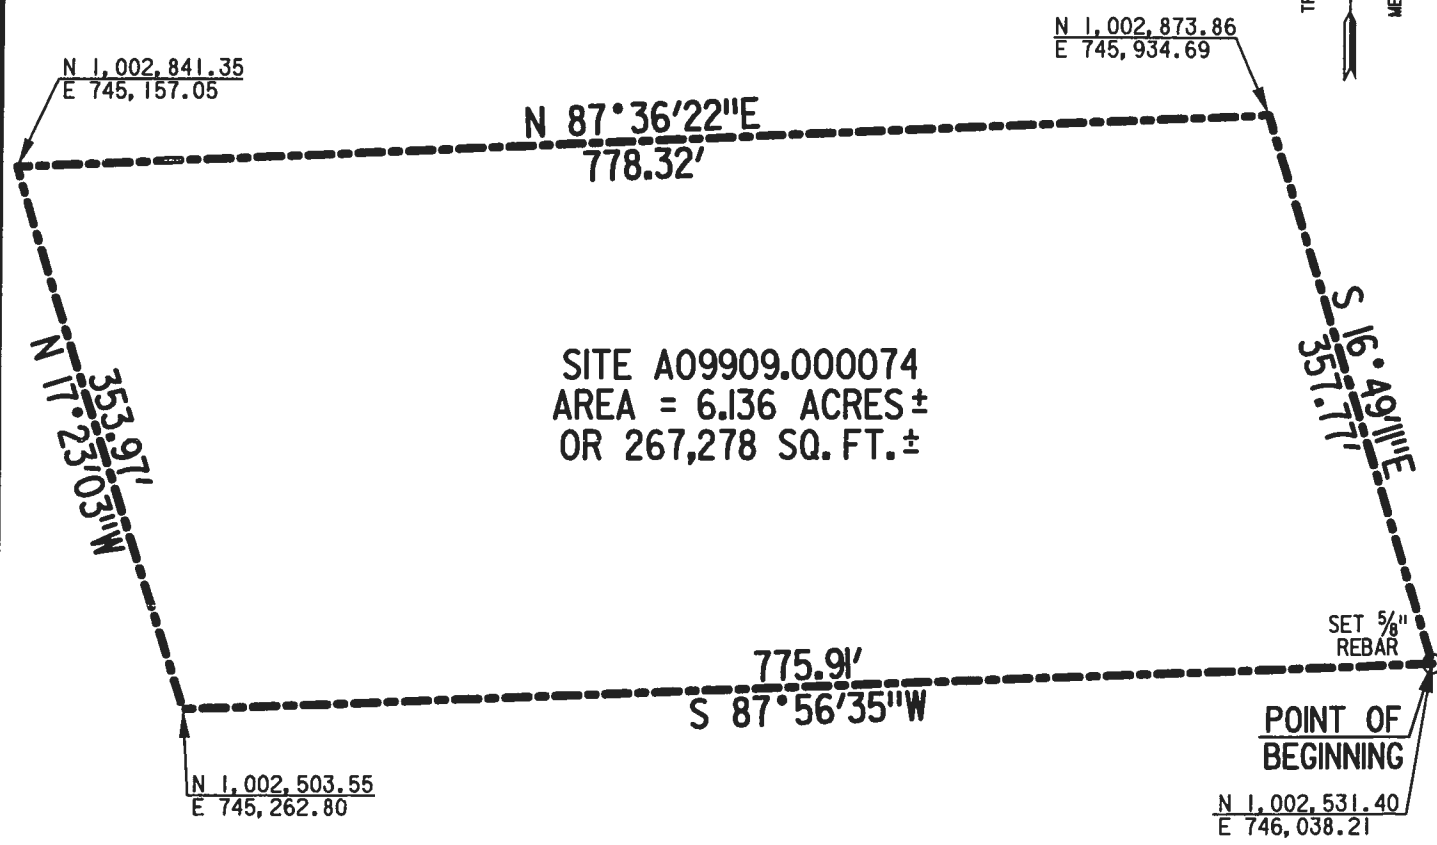 N 1,002,841.35
E 745,157.05
N 1,002,873.86
E 745,934.69
N 87°36'22"E
778.32'
S 16°49'11"E
357.77'
SITE A09909.000074
AREA = 6.136 ACRES±
OR 267,278 SQ. FT.±
353.97'
N 17°23'03"W
SET 5/8"
REBAR
775.91'
S 87°56'35"W
POINT OF
BEGINNING
N 1,002,503.55
E 745,262.80
N 1,002,531.40
E 746,038.21